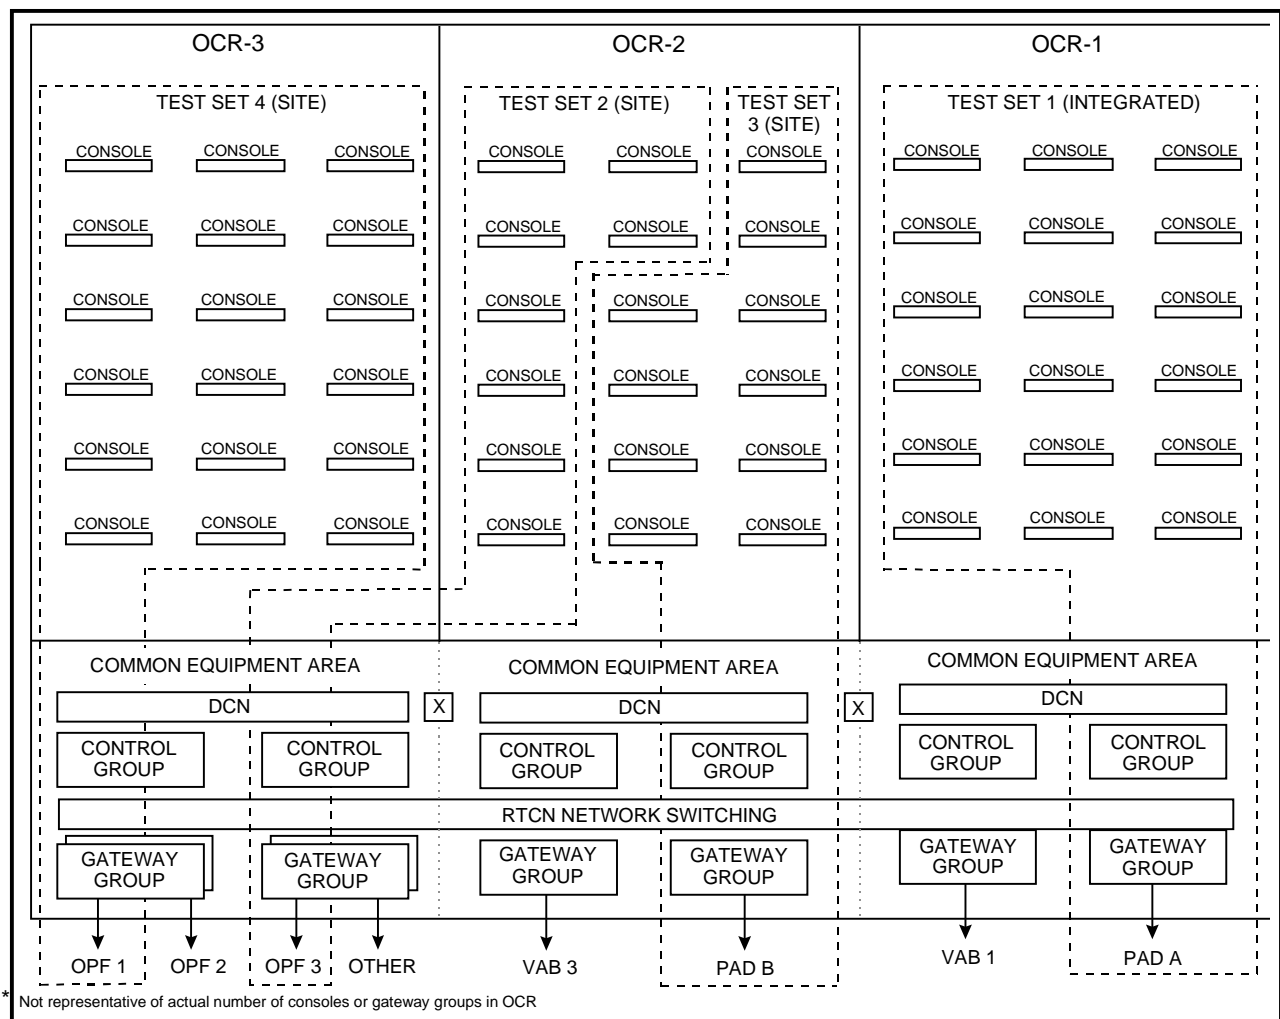 OCR-3 OCR-2 OCR-1
TEST SET 4 (SITE) TEST SET 2 (SITE) TEST SET
3 (SITE) TEST SET 1 (INTEGRATED)
CONSOLE CONSOLE CONSOLE CONSOLE CONSOLE CONSOLE CONSOLE CONSOLE CONSOLE
CONSOLE CONSOLE CONSOLE CONSOLE CONSOLE CONSOLE CONSOLE CONSOLE CONSOLE
CONSOLE CONSOLE CONSOLE CONSOLE CONSOLE CONSOLE CONSOLE CONSOLE CONSOLE
CONSOLE CONSOLE CONSOLE CONSOLE CONSOLE CONSOLE CONSOLE CONSOLE CONSOLE
CONSOLE CONSOLE CONSOLE CONSOLE CONSOLE CONSOLE CONSOLE CONSOLE CONSOLE
CONSOLE CONSOLE CONSOLE CONSOLE CONSOLE CONSOLE CONSOLE CONSOLE CONSOLE
COMMON EQUIPMENT AREA COMMON EQUIPMENT AREA COMMON EQUIPMENT AREA
DCN X DCN X DCN
CONTROL CONTROL CONTROL CONTROL CONTROL CONTROL
GROUP GROUP GROUP GROUP GROUP GROUP
RTCN NETWORK SWITCHING
GATEWAY GATEWAY GATEWAY GATEWAY GATEWAY GATEWAY
GROUP GROUP GROUP GROUP GROUP GROUP
OPF 1 OPF 2 OPF 3 OTHER VAB 3 PAD B VAB 1 PAD A
* Not representative of actual number of consoles or gateway groups in OCR